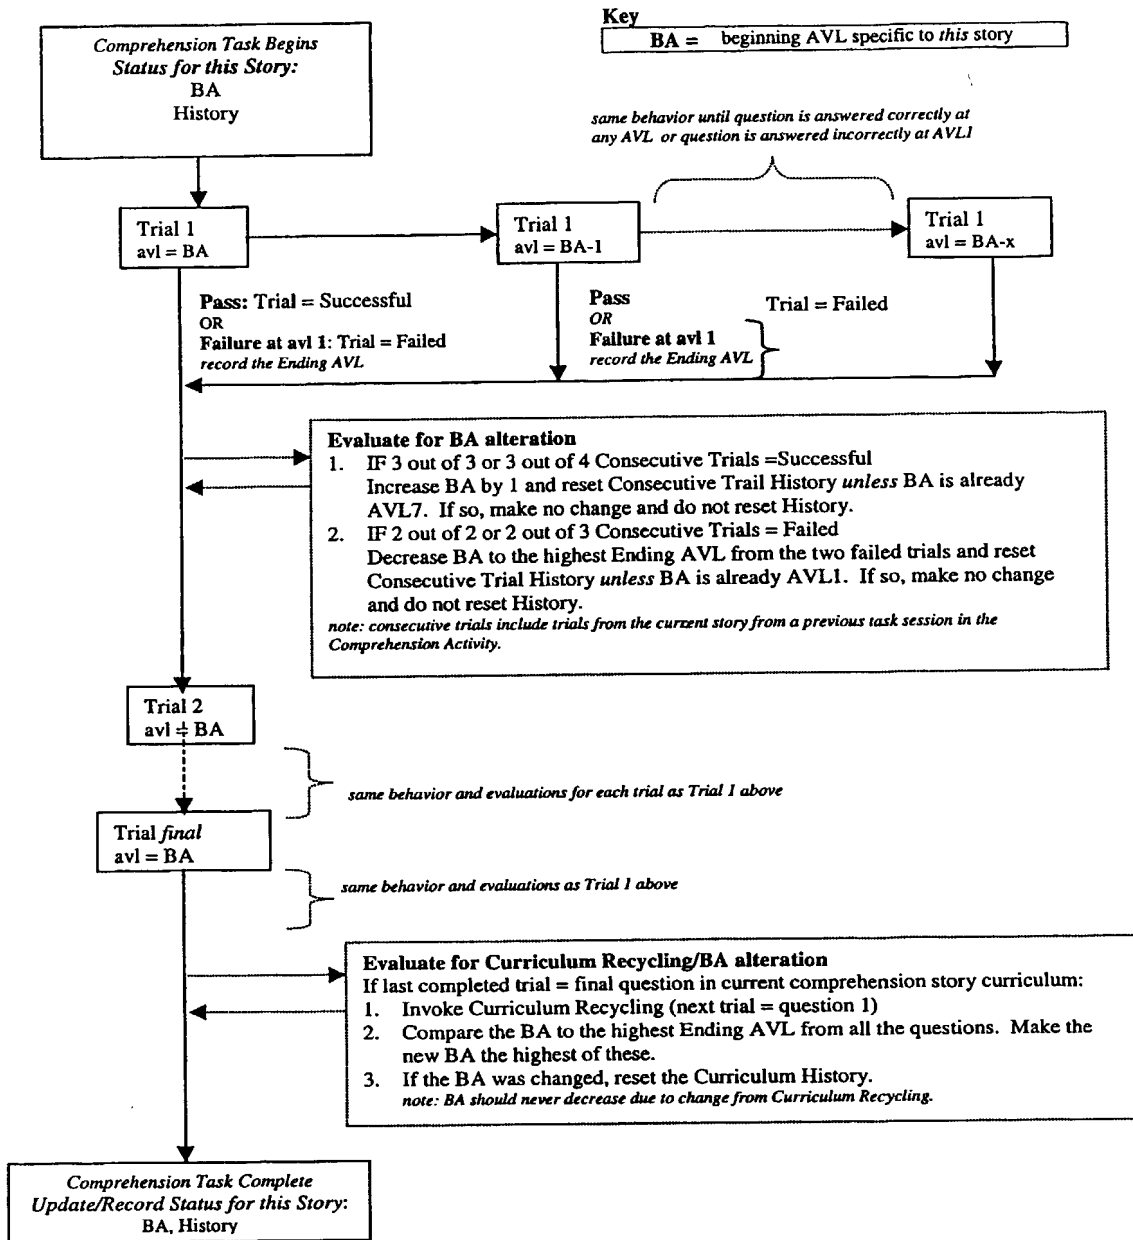 Key
BA = beginning AVL specific to this story
Comprehension Task Begins
Status for this Story:
BA
History
same behavior until question is answered correctly at
any AVL or question is answered incorrectly at AVL1
Trial 1
avl = BA
Trial 1
avl = BA-1
Trial 1
avl = BA-x
Pass: Trial = Successful
OR
Failure at avl 1: Trial = Failed
record the Ending AVL
Pass
OR
Failure at avl 1
record the Ending AVL
Trial = Failed
Evaluate for BA alteration
1. IF 3 out of 3 or 3 out of 4 Consecutive Trials =Successful
Increase BA by 1 and reset Consecutive Trail History unless BA is already
AVL7. If so, make no change and do not reset History.
2. IF 2 out of 2 or 2 out of 3 Consecutive Trials = Failed
Decrease BA to the highest Ending AVL from the two failed trials and reset
Consecutive Trial History unless BA is already AVL1. If so, make no change
and do not reset History.
note: consecutive trials include trials from the current story from a previous task session in the
Comprehension Activity.
Trial 2
avl = BA
same behavior and evaluations for each trial as Trial 1 above
Trial final
avl = BA
same behavior and evaluations as Trial 1 above
Evaluate for Curriculum Recycling/BA alteration
If last completed trial = final question in current comprehension story curriculum:
1. Invoke Curriculum Recycling (next trial = question 1)
2. Compare the BA to the highest Ending AVL from all the questions. Make the
new BA the highest of these.
3. If the BA was changed, reset the Curriculum History.
note: BA should never decrease due to change from Curriculum Recycling.
Comprehension Task Complete
Update/Record Status for this Story:
BA, History